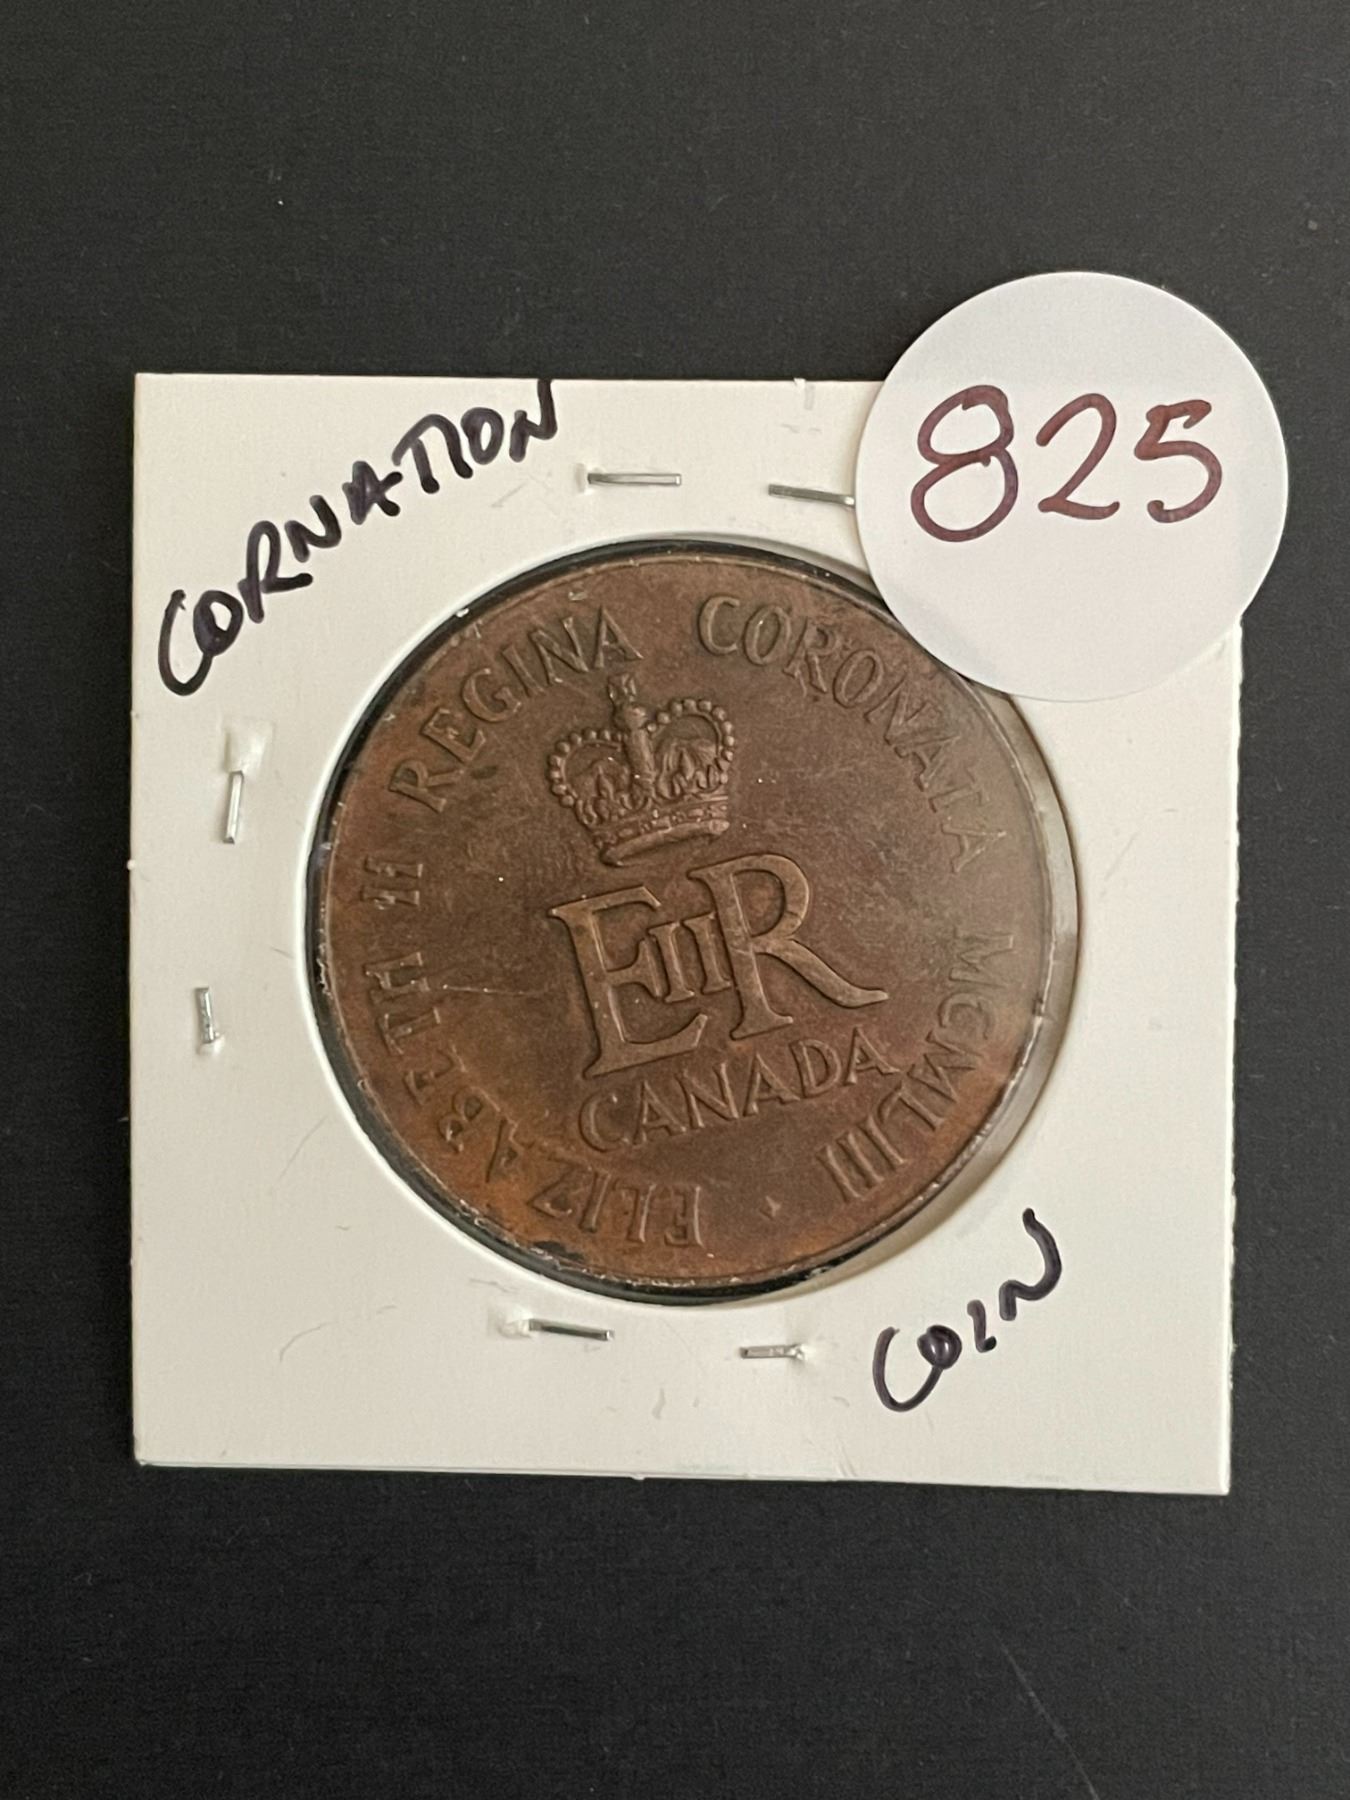 CORNATION
825
ELIZABETH II REGINA CORONATA MCMLIII
EIIR
CANADA
COIN